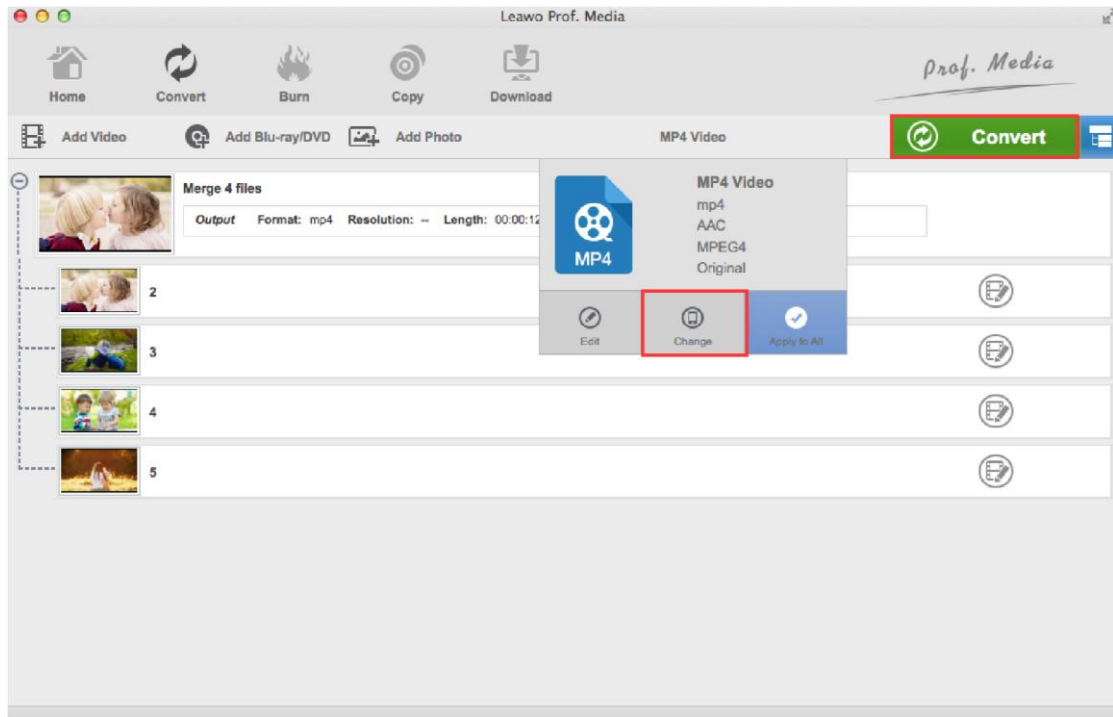 Leawo Prof. Media
Home Convert Burn Copy Download
Prof. Media
Add Video Add Blu-ray/DVD Add Photo MP4 Video Convert
Merge 4 files
Output Format: mp4 Resolution: -- Length: 00:00:12
MP4
MP4 Video
mp4
AAC
MPEG4
Original
Edit Change Apply to All
2
3
4
5